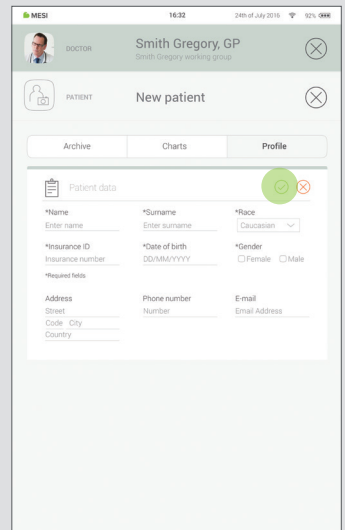 MESI 16:32 24th of July 2016 92%
DOCTOR Smith Gregory, GP
Smith Gregory working group
PATIENT New patient
Archive Charts Profile
Patient data
*Name *Surname *Race
Enter name Enter surname Caucasian
*Insurance ID *Date of birth *Gender
Insurance number DD/MM/YYYY Female Male
*Required fields
Address Phone number E-mail
Street Number Email Address
Code City
Country